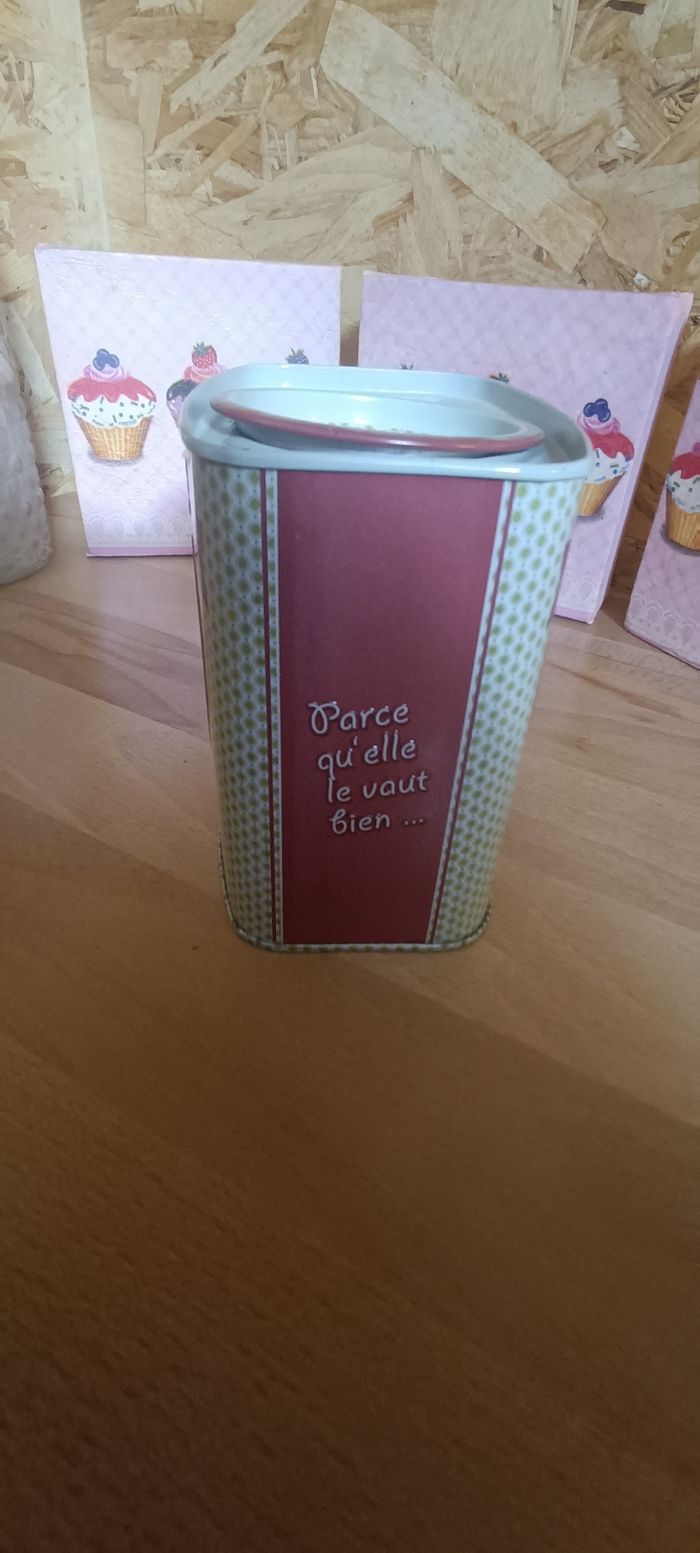 Parce
qu'elle
le vaut
bien ...